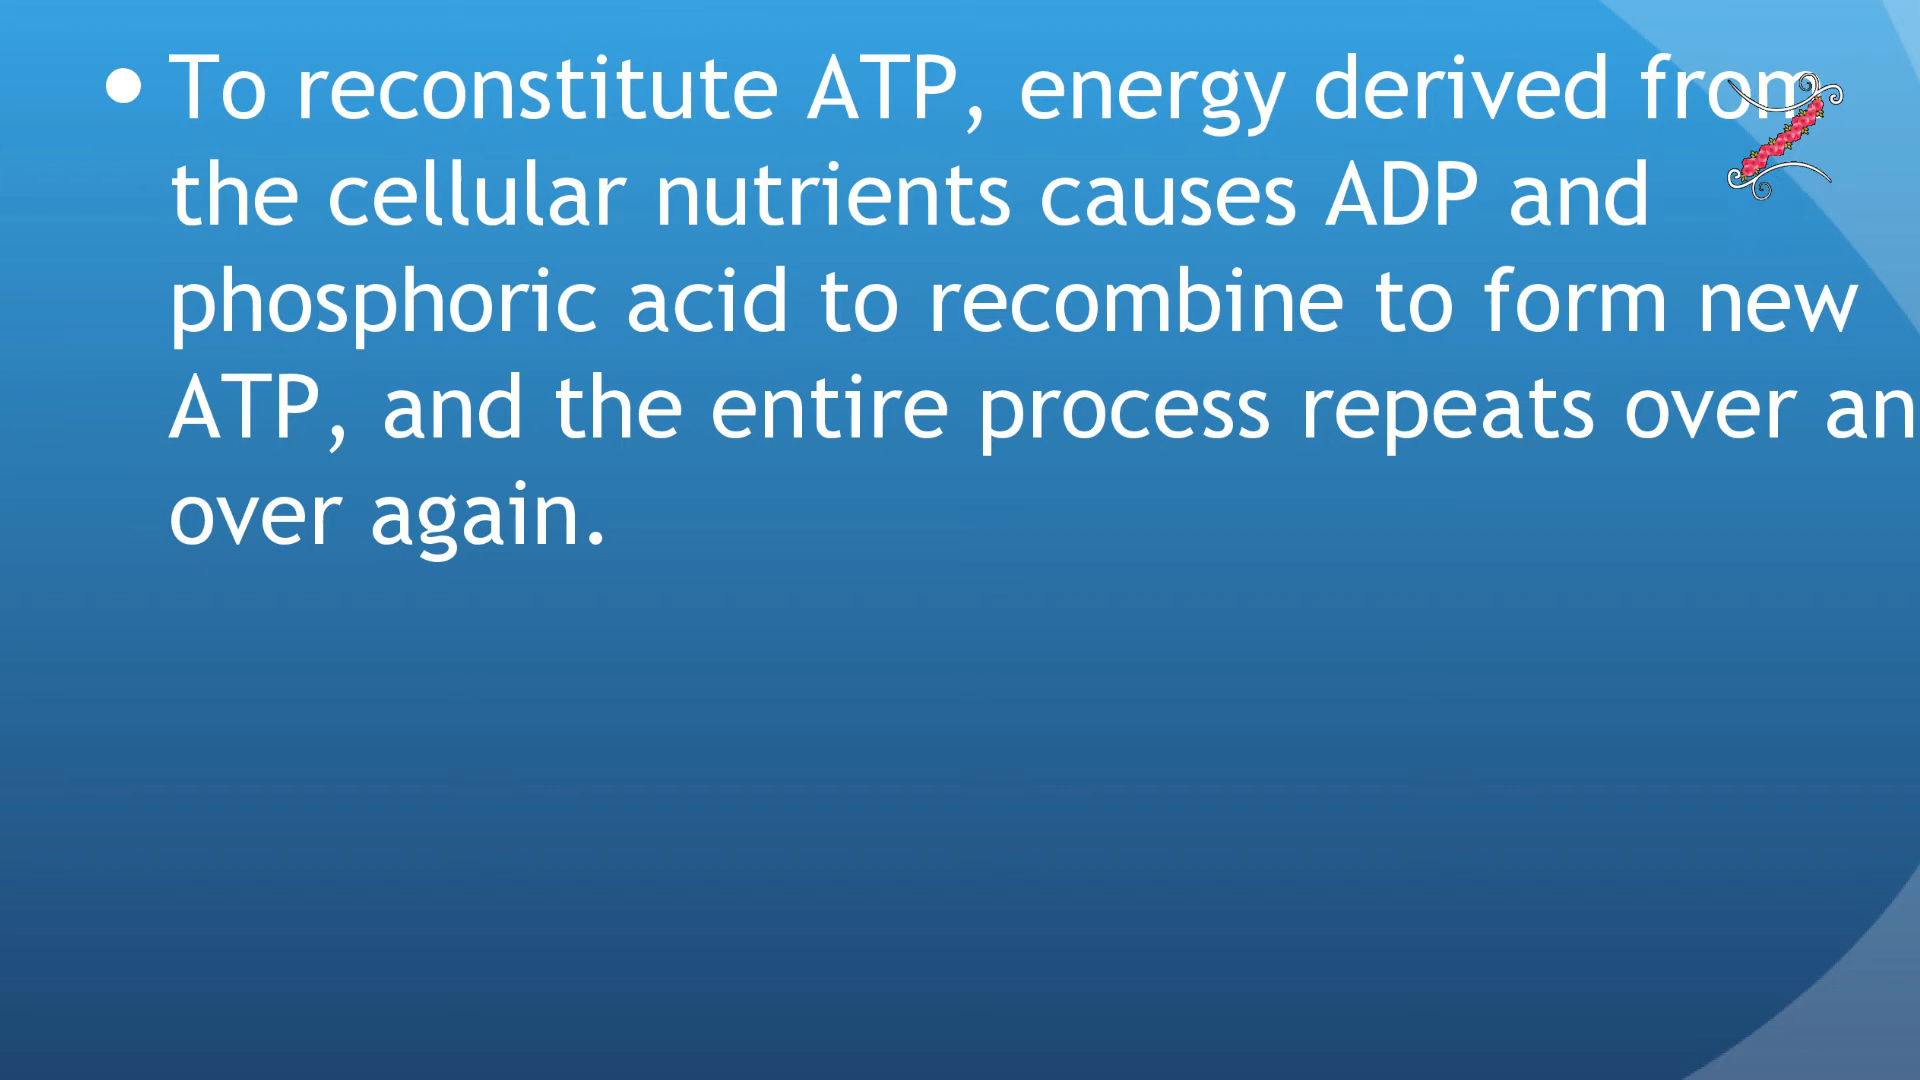 • To reconstitute ATP, energy derived from
the cellular nutrients causes ADP and
phosphoric acid to recombine to form new
ATP, and the entire process repeats over an
over again.